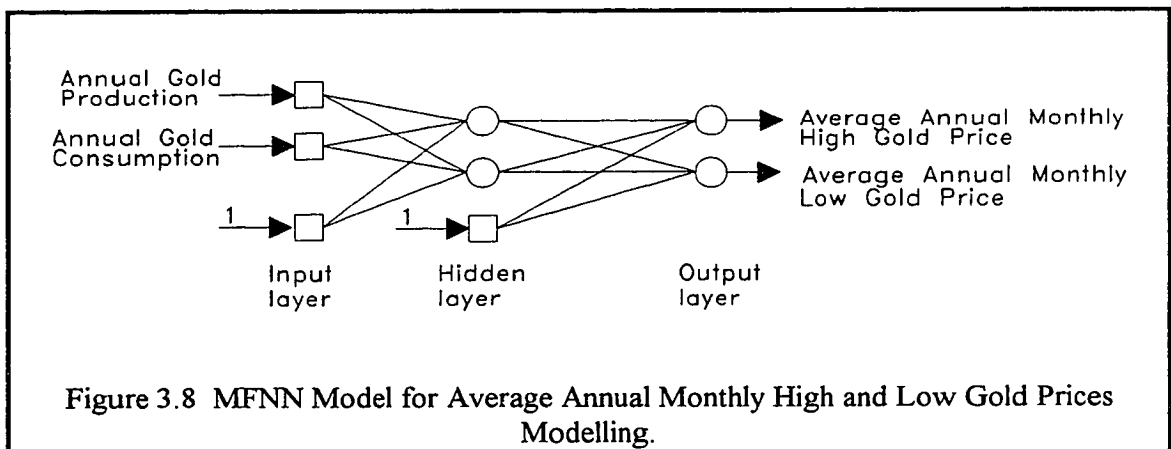 Annual Gold
Production
Annual Gold
Consumption
1
1
Average Annual Monthly
High Gold Price
Average Annual Monthly
Low Gold Price
Input
layer
Hidden
layer
Output
layer
Figure 3.8 MFNN Model for Average Annual Monthly High and Low Gold Prices
Modelling.